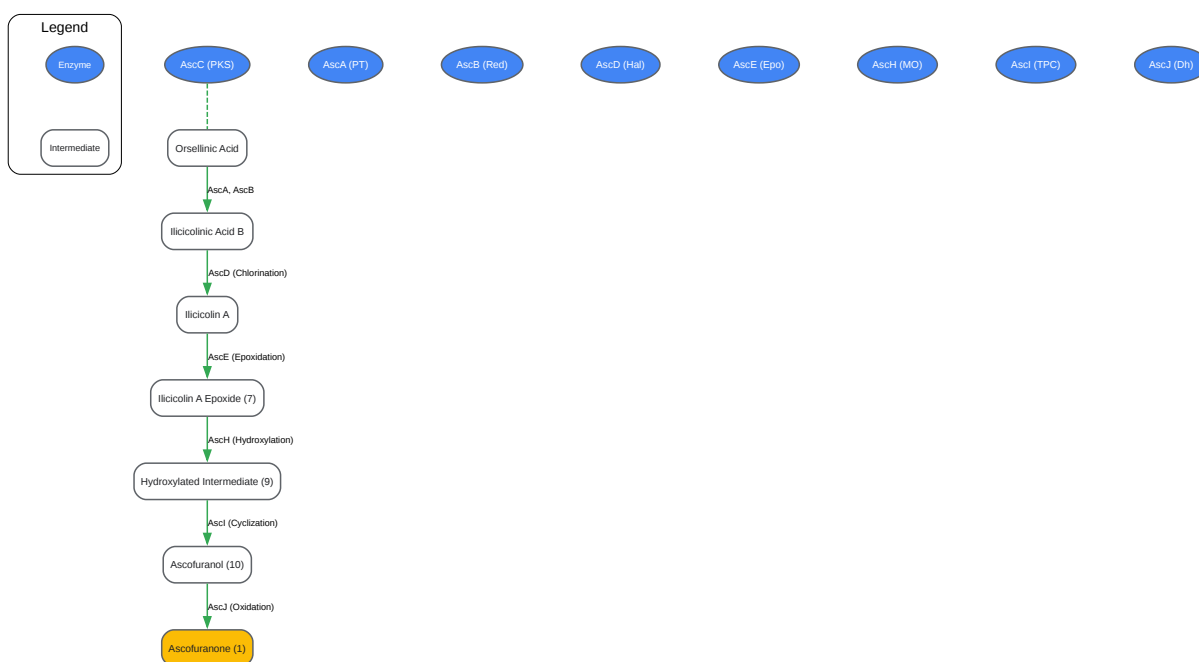 Legend
Enzyme
AscC (PKS)
AscA (PT)
AscB (Red)
AscD (Hal)
AscE (Epo)
AscH (MO)
AscI (TPC)
AscJ (Dh)
Intermediate
Orsellinic Acid
AscA, AscB
Ilicicolinic Acid B
AscD (Chlorination)
Ilicicolin A
AscE (Epoxidation)
Ilicicolin A Epoxide (7)
AscH (Hydroxylation)
Hydroxylated Intermediate (9)
AscI (Cyclization)
Ascofuranol (10)
AscJ (Oxidation)
Ascofuranone (1)